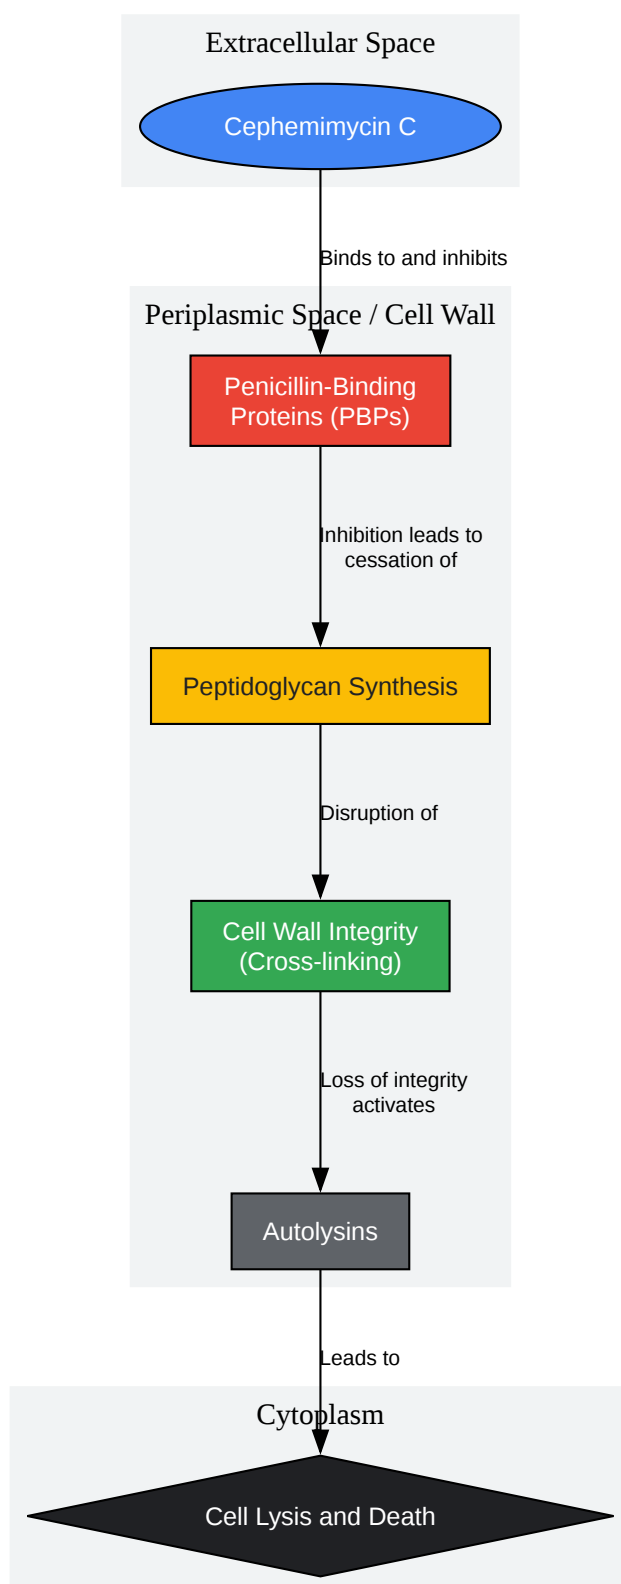 Extracellular Space
Cephemimycin C
Binds to and inhibits
Periplasmic Space / Cell Wall
Penicillin-Binding
Proteins (PBPs)
Inhibition leads to
cessation of
Peptidoglycan Synthesis
Disruption of
Cell Wall Integrity
(Cross-linking)
Loss of integrity
activates
Autolysins
Leads to
Cytoplasm
Cell Lysis and Death